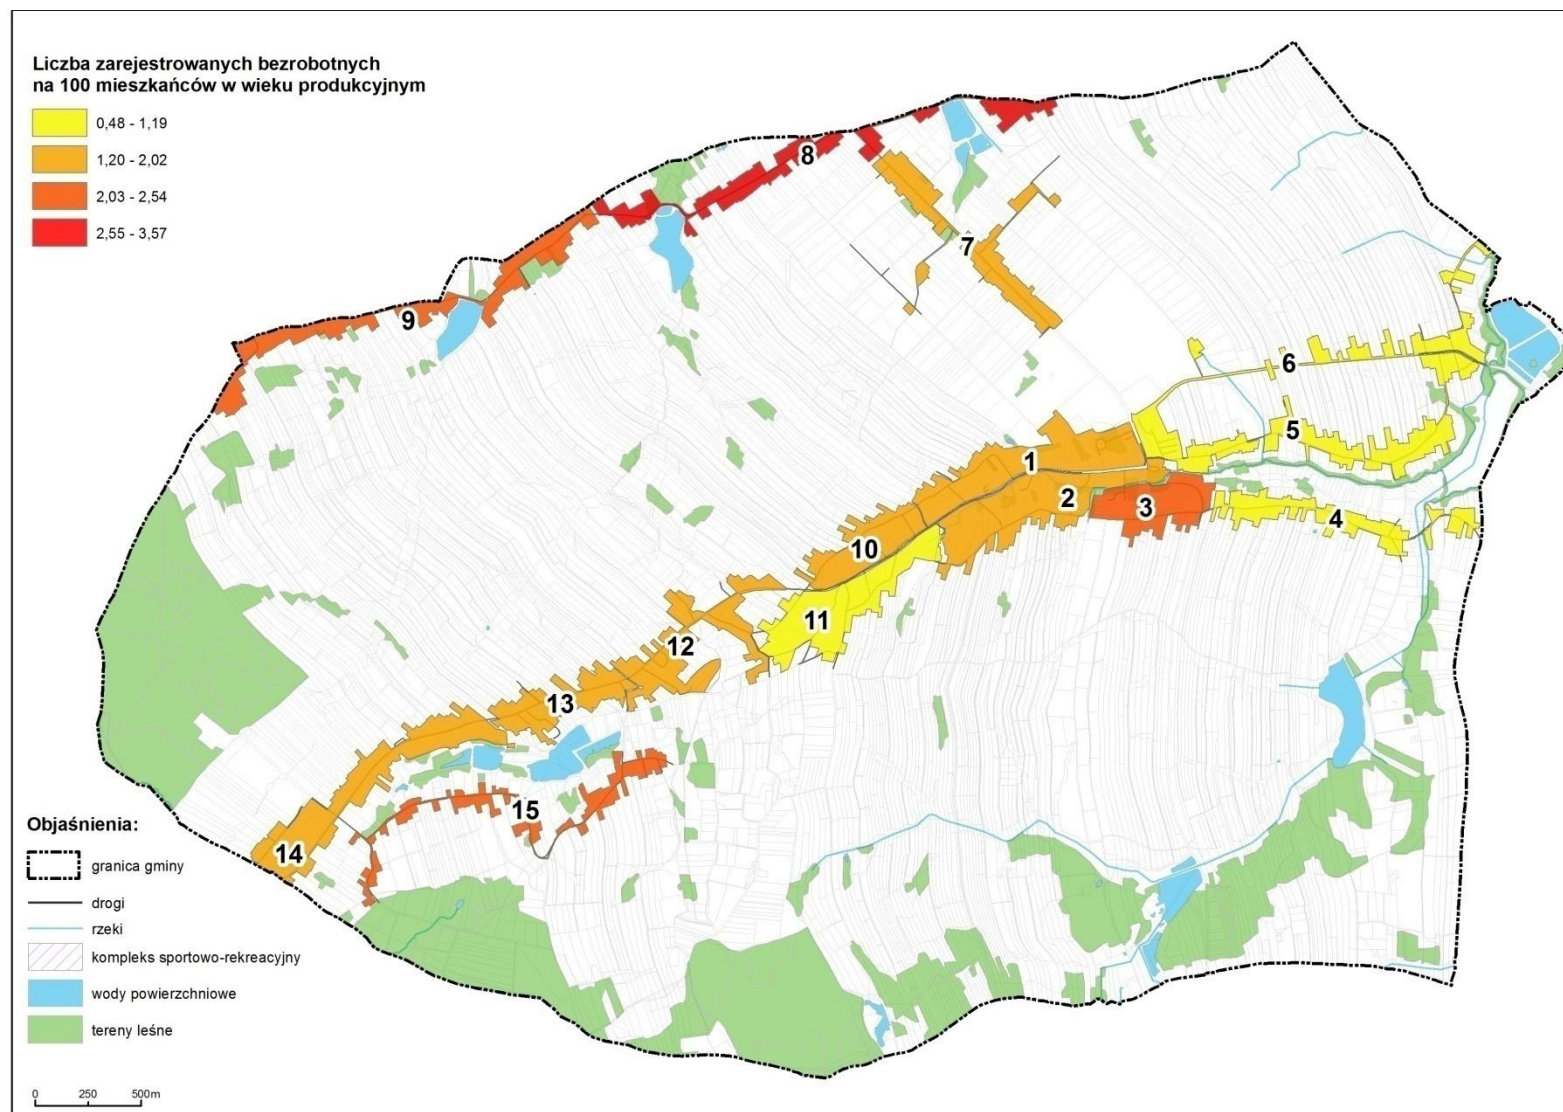 Liczba zarejestrowanych bezrobotnych
na 100 mieszkańców w wieku produkcyjnym
0,48 - 1,19
1,20 - 2,02
2,03 - 2,54
2,55 - 3,57
8
7
9
6
5
1
2
3
4
10
11
12
13
15
14
Objaśnienia:
granica gminy
drogi
rzeki
kompleks sportowo-rekreacyjny
wody powierzchniowe
tereny leśne
0 250 500m